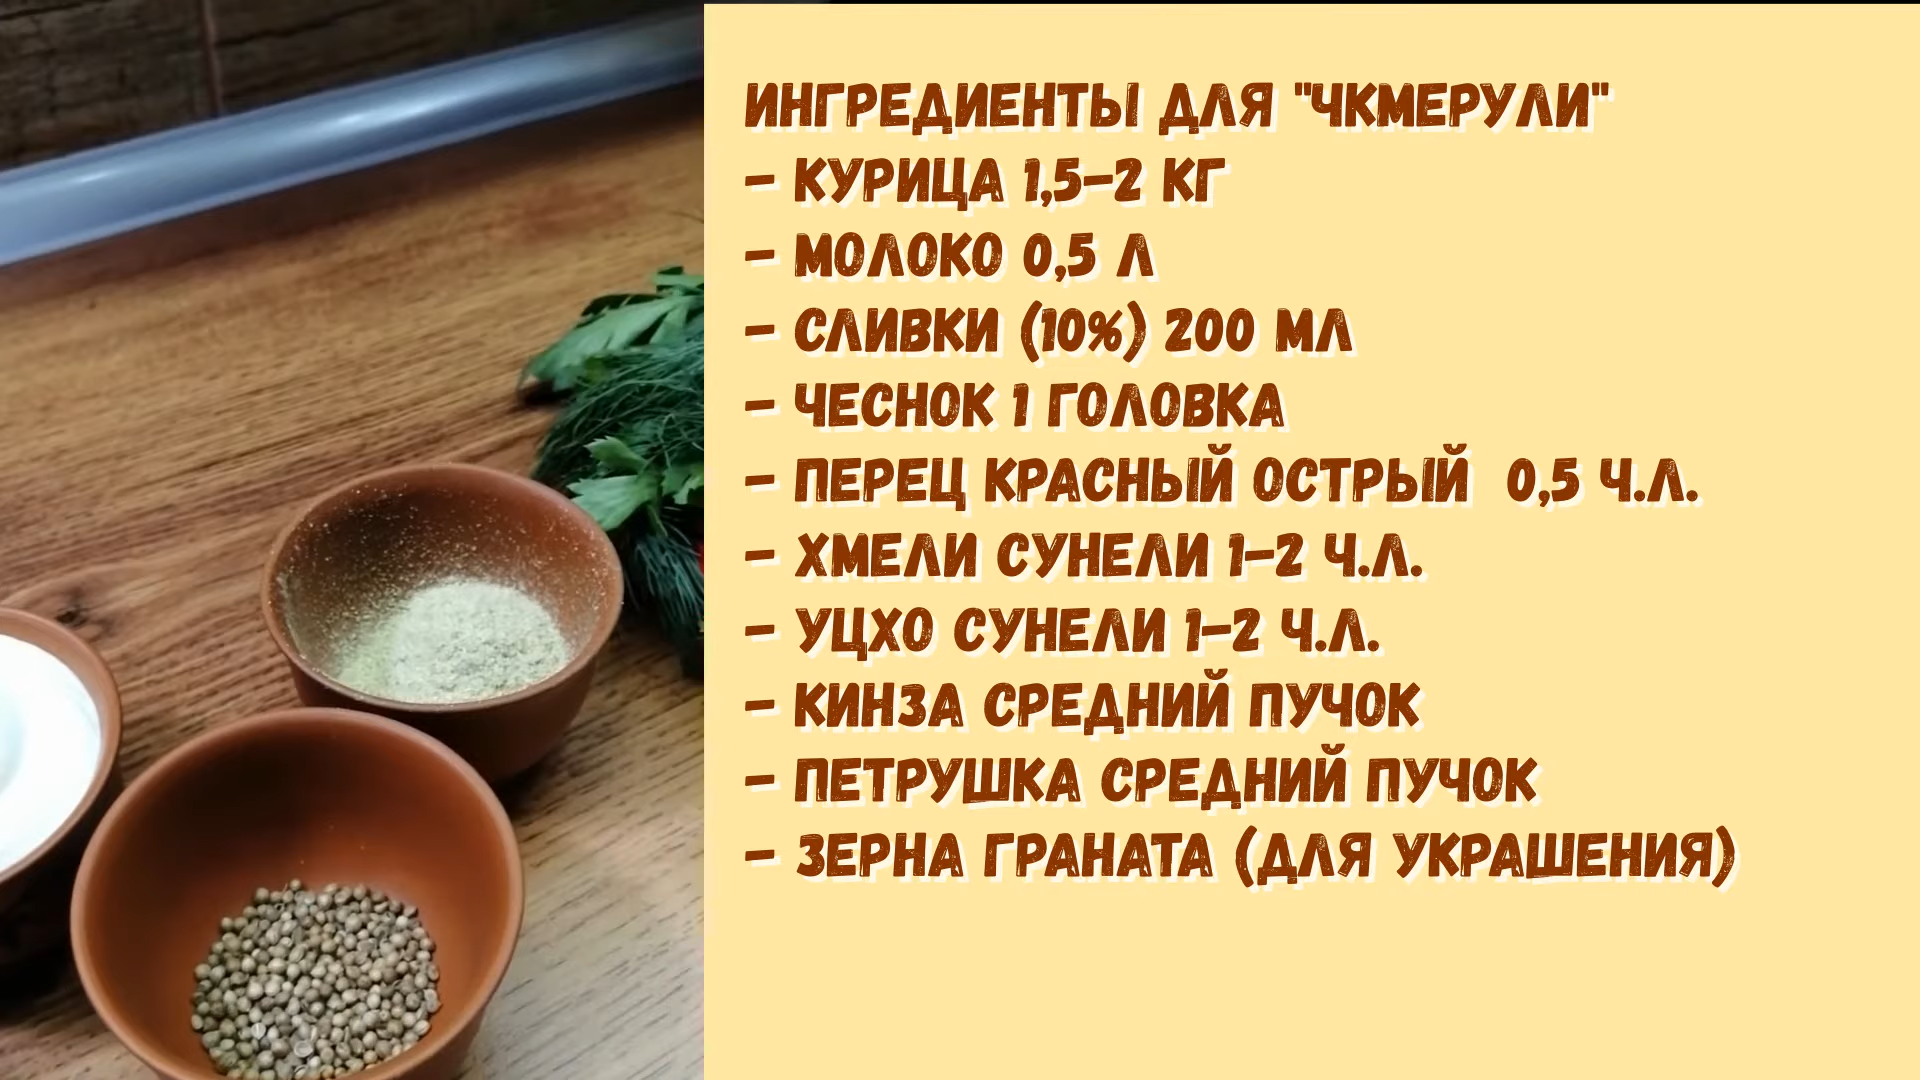 ИНГРЕДИЕНТЫ ДЛЯ "ЧКМЕРУЛИ"
- КУРИЦА 1,5-2 КГ
- МОЛОКО 0,5 Л
- СЛИВКИ (10%) 200 МЛ
- ЧЕСНОК 1 ГОЛОВКА
- ПЕРЕЦ КРАСНЫЙ ОСТРЫЙ  0,5 Ч.Л.
- ХМЕЛИ СУНЕЛИ 1-2 Ч.Л.
- УЦХО СУНЕЛИ 1-2 Ч.Л.
- КИНЗА СРЕДНИЙ ПУЧОК
- ПЕТРУШКА СРЕДНИЙ ПУЧОК
- ЗЕРНА ГРАНАТА (ДЛЯ УКРАШЕНИЯ)